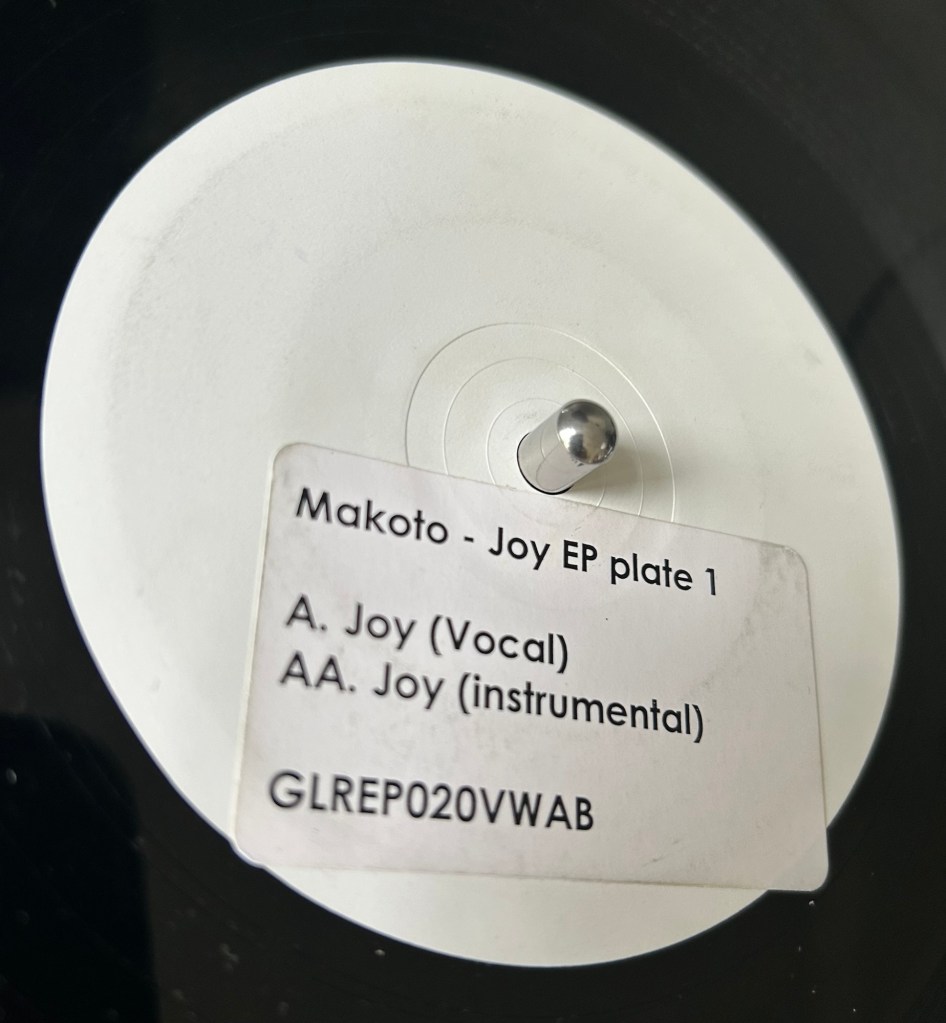 Makoto - Joy EP plate 1
A. Joy (Vocal)
AA. Joy (instrumental)
GLREP020VWAB